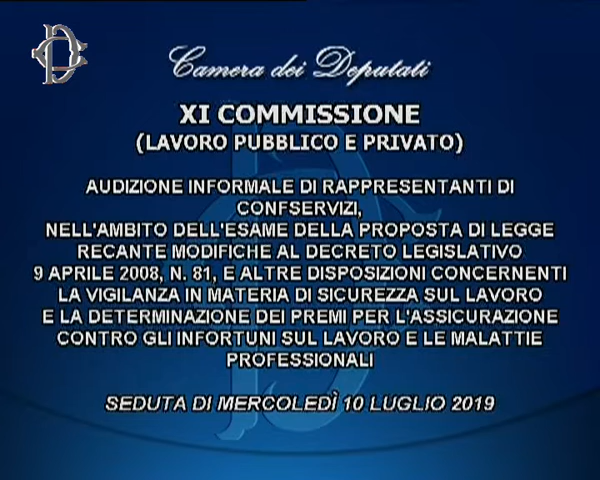 Camera dei Deputati
XI COMMISSIONE
(LAVORO PUBBLICO E PRIVATO)
AUDIZIONE INFORMALE DI RAPPRESENTANTI DI
CONFSERVIZI,
NELL'AMBITO DELL'ESAME DELLA PROPOSTA DI LEGGE
RECANTE MODIFICHE AL DECRETO LEGISLATIVO
9 APRILE 2008, N. 81, E ALTRE DISPOSIZIONI CONCERNENTI
LA VIGILANZA IN MATERIA DI SICUREZZA SUL LAVORO
E LA DETERMINAZIONE DEI PREMI PER L'ASSICURAZIONE
CONTRO GLI INFORTUNI SUL LAVORO E LE MALATTIE
PROFESSIONALI
SEDUTA DI MERCOLEDÌ 10 LUGLIO 2019